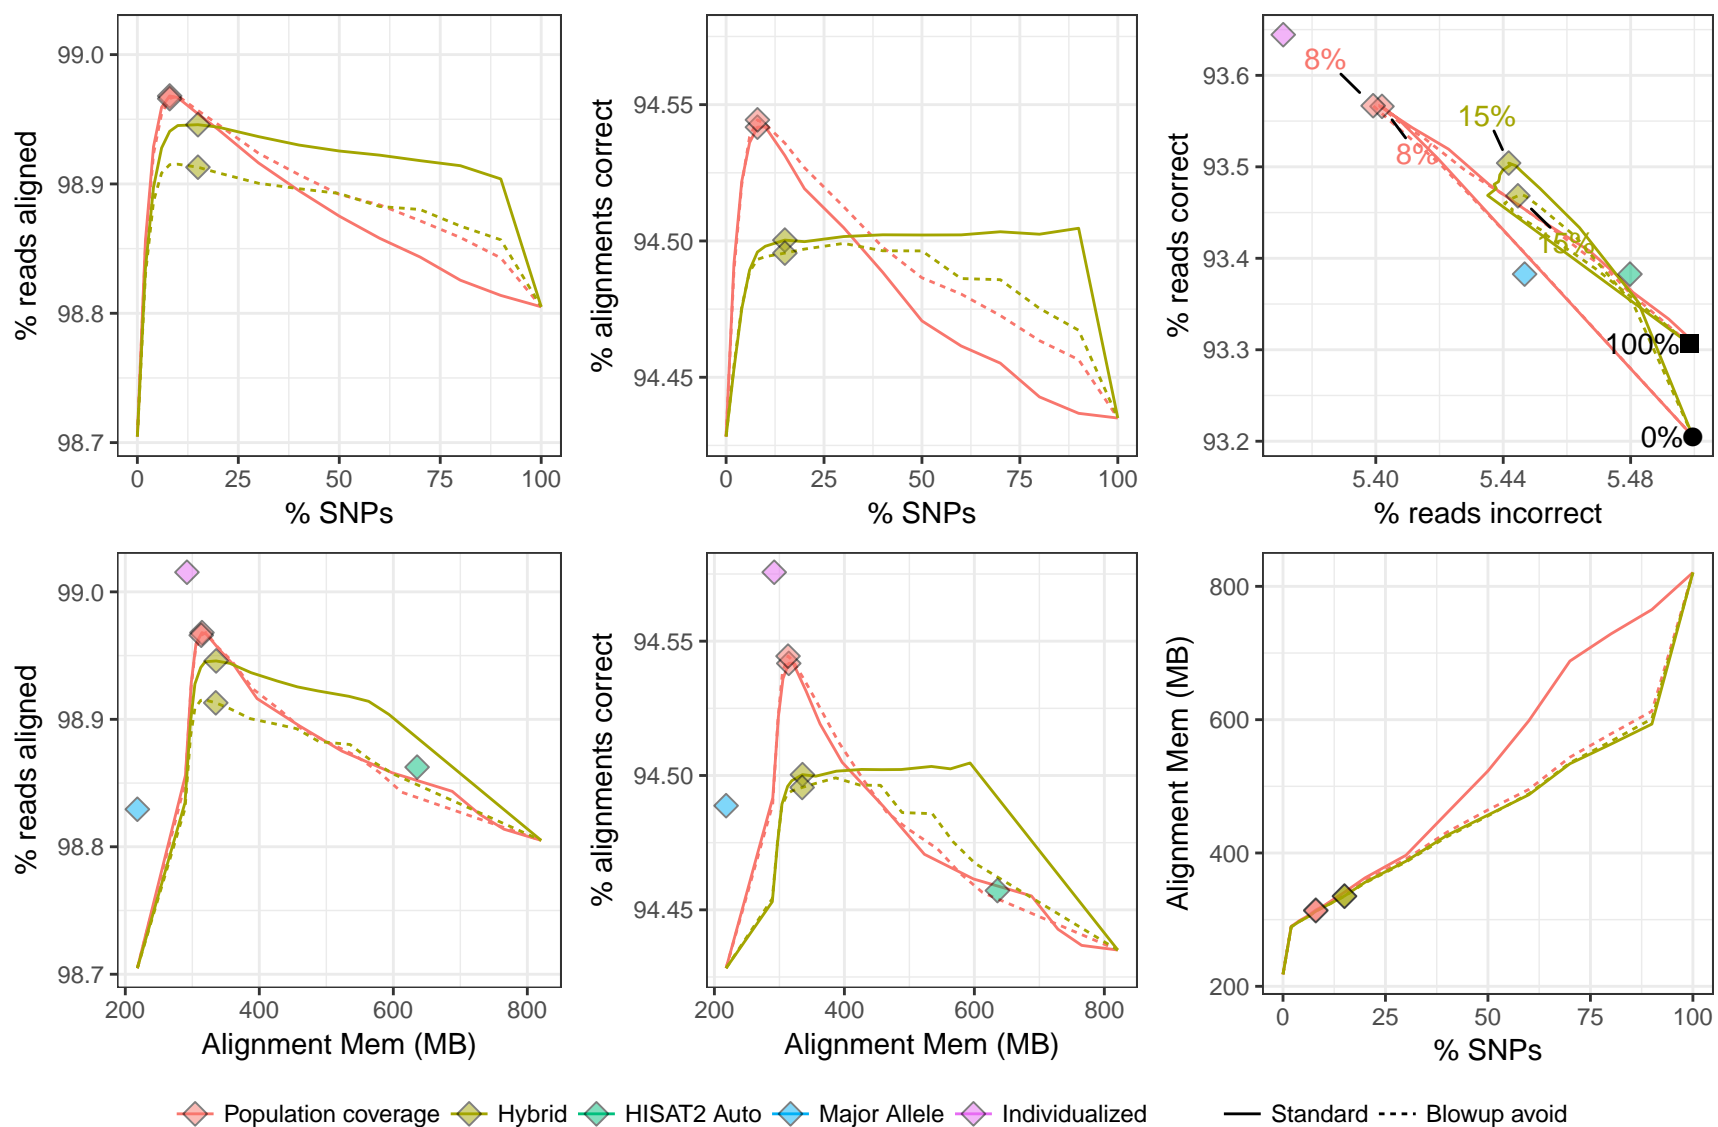 % reads aligned
99.0
98.9
98.8
98.7
0 25 50 75 100
% SNPs
% alignments correct
94.55
94.50
94.45
0 25 50 75 100
% SNPs
% reads correct
93.6
93.5
93.4
93.3
93.2
8%
8%
15%
15%
100%
0%
5.40 5.44 5.48
% reads incorrect
% reads aligned
99.0
98.9
98.8
98.7
200 400 600 800
Alignment Mem (MB)
% alignments correct
94.55
94.50
94.45
200 400 600 800
Alignment Mem (MB)
Alignment Mem (MB)
800
600
400
200
0 25 50 75 100
% SNPs
Population coverage Hybrid HISAT2 Auto Major Allele Individualized Standard Blowup avoid